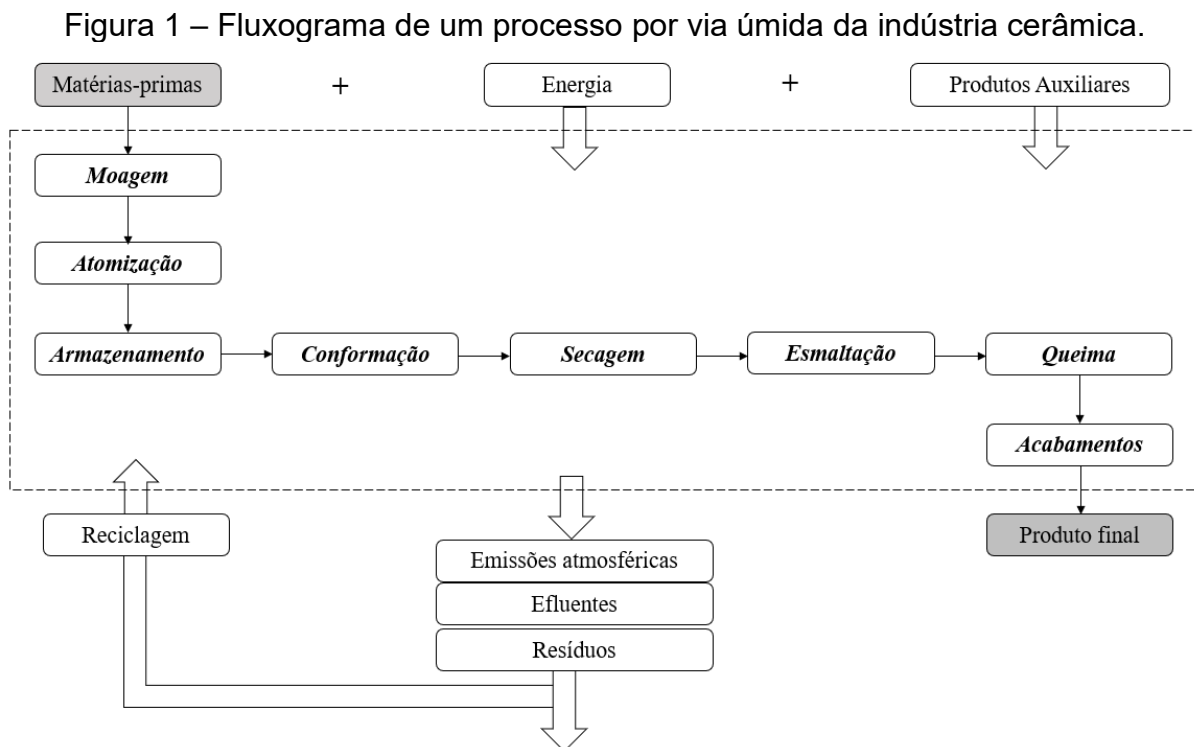 Figura 1 – Fluxograma de um processo por via úmida da indústria cerâmica.
Matérias-primas + Energia + Produtos Auxiliares
Moagem
Atomização
Armazenamento Conformação Secagem Esmaltação Queima
Acabamentos
Reciclagem Produto final
Emissões atmosféricas
Efluentes
Resíduos